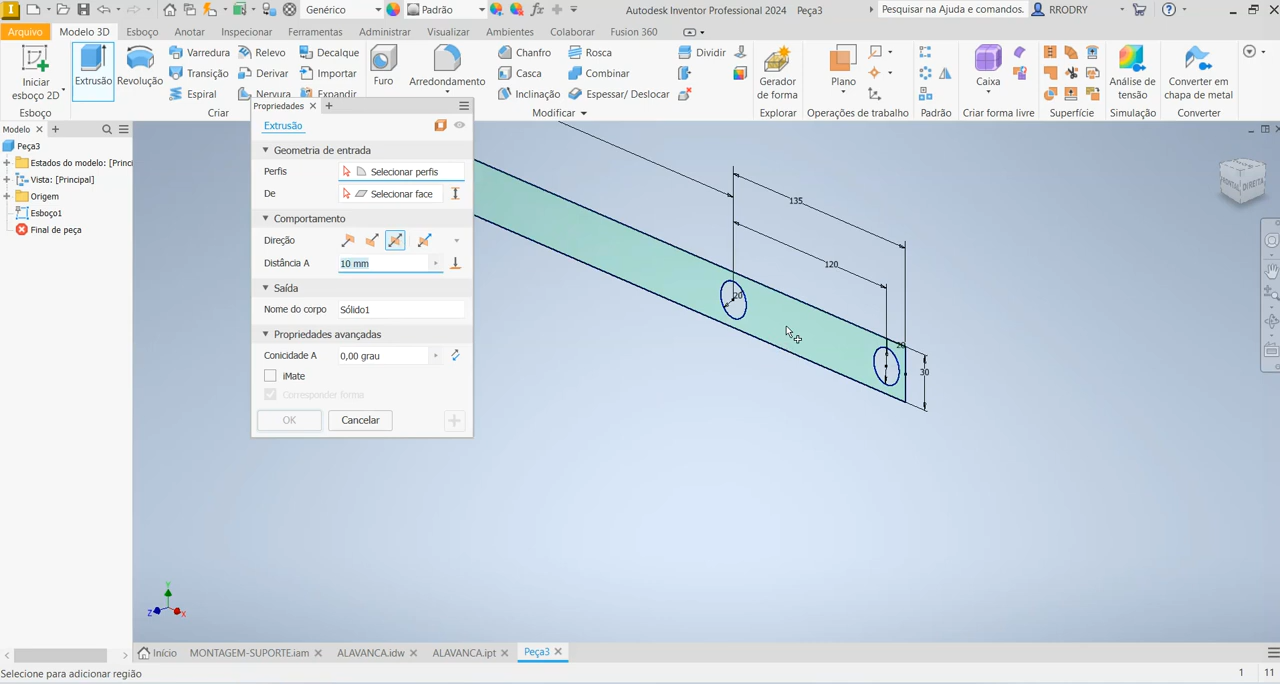 Genérico
Padrão
Autodesk Inventor Professional 2024 Peça3
Pesquisar na Ajuda e comandos.
RRODRY
Arquivo Modelo 3D Esboço Anotar Inspecionar Ferramentas Administrar Visualizar Ambientes Colaborar Fusion 360
Iniciar
esboço 2D
Esboço
Extrusão
Revolução
Varredura
Transição
Espiral
Relevo
Derivar
Nervura
Decalque
Importar
Expandir
Criar
Furo
Arredondamento
Chanfro
Casca
Inclinação
Rosca
Combinar
Espessar/ Deslocar
Dividir
Modificar
Gerador
de forma
Explorar
Plano
Operações de trabalho
Padrão
Caixa
Criar forma livre
Superfície
Análise de
tensão
Simulação
Converter em
chapa de metal
Converter
Modelo
Peça3
Estados do modelo: [Princi
Vista: [Principal]
Origem
Esboço1
Final de peça
Propriedades
Extrusão
Geometria de entrada
Perfis Selecionar perfis
De Selecionar face
Comportamento
Direção
Distância A 10 mm
Saída
Nome do corpo Sólido1
Propriedades avançadas
Conicidade A 0,00 grau
iMate
Corresponder forma
OK Cancelar
135
120
20
20
30
DIREITA
Y
Z
X
Início MONTAGEM-SUPORTE.iam ALAVANCA.idw ALAVANCA.ipt Peça3
Selecione para adicionar região
1 11